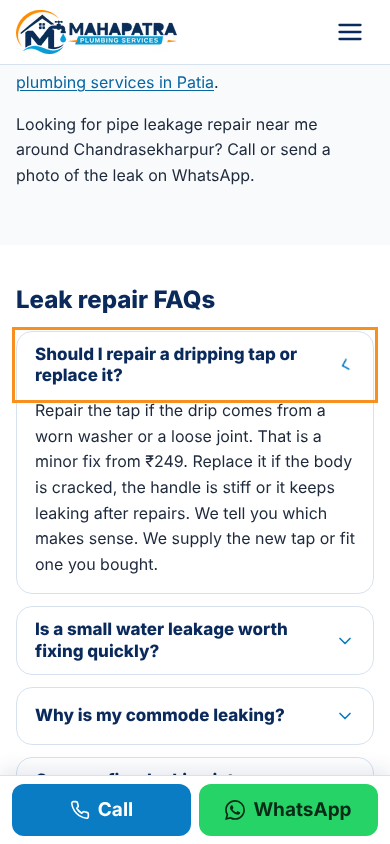 MAHAPATRA
PLUMBING SERVICES
plumbing services in Patia.
Looking for pipe leakage repair near me
around Chandrasekharpur? Call or send a
photo of the leak on WhatsApp.
Leak repair FAQs
Should I repair a dripping tap or
replace it?
Repair the tap if the drip comes from a
worn washer or a loose joint. That is a
minor fix from ₹249. Replace it if the body
is cracked, the handle is stiff or it keeps
leaking after repairs. We tell you which
makes sense. We supply the new tap or fit
one you bought.
Is a small water leakage worth
fixing quickly?
Why is my commode leaking?
Call
WhatsApp